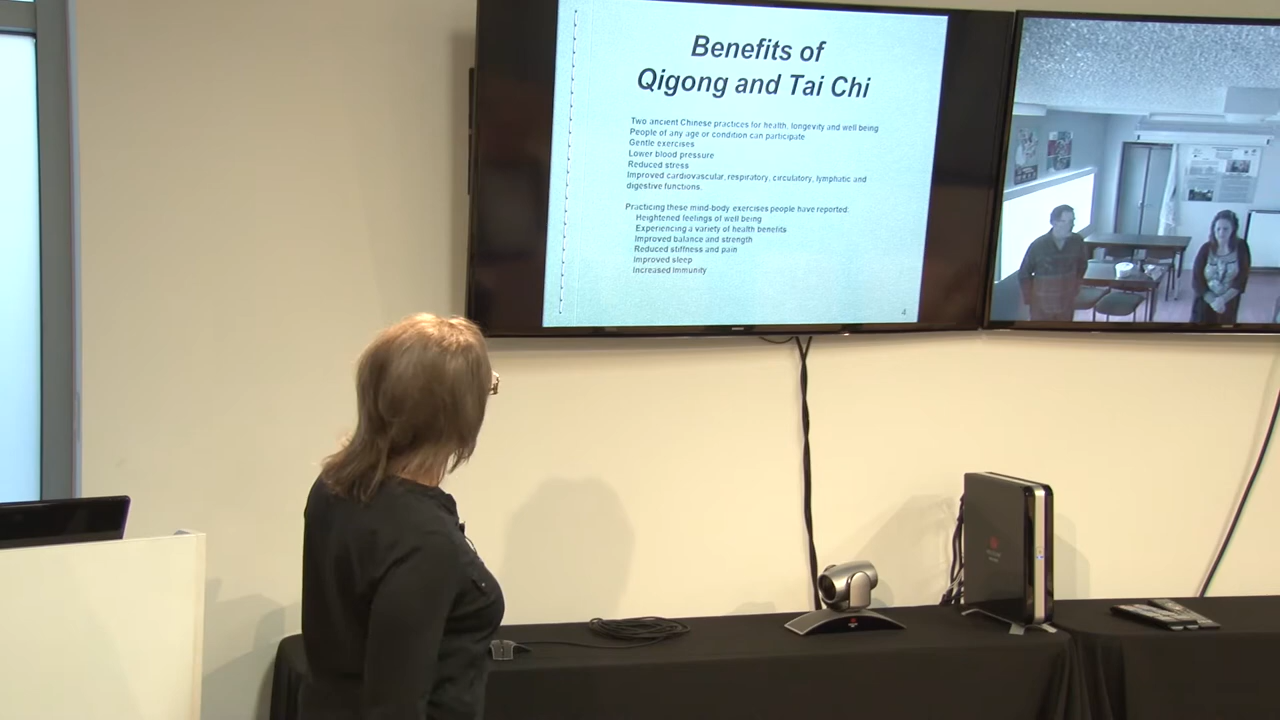 Benefits of
Qigong and Tai Chi
Two ancient Chinese practices for health, longevity and well being
People of any age or condition can participate
Gentle exercises
Lower blood pressure
Reduced stress
Improved cardiovascular, respiratory, circulatory, lymphatic and
digestive functions.
Practicing these mind-body exercises people have reported:
Heightened feelings of well being
Experiencing a variety of health benefits
Improved balance and strength
Reduced stiffness and pain
Improved sleep
Increased immunity
4